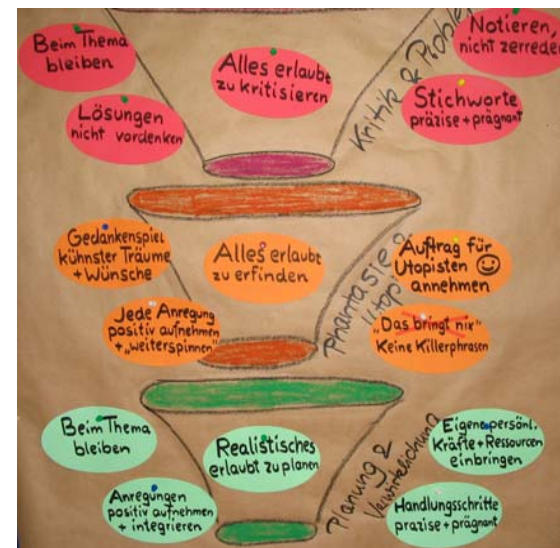 Beim Thema
bleiben
Alles erlaubt
zu kritisieren
Notieren,
nicht zerreden
Lösungen
nicht vordenken
Stichworte
präzise + prägnant
Kritik & Proble
Gedankenspiel
kühnster Träume
+ Wünsche
Alles erlaubt
zu erfinden
Auftrag für
Utopisten
annehmen
Jede Anregung
positiv aufnehmen
+ „weiterspinnen"
Phantasie &
Utop
„Das bringt nix"
Keine Killerphrasen
Beim Thema
bleiben
Realistisches
erlaubt zu planen
Eigene persönl.
Kräfte + Ressourcen
einbringen
Anregungen
positiv aufnehmen
+ integrieren
Planung &
Verwirklichung
Handlungsschritte
präzise + prägnant